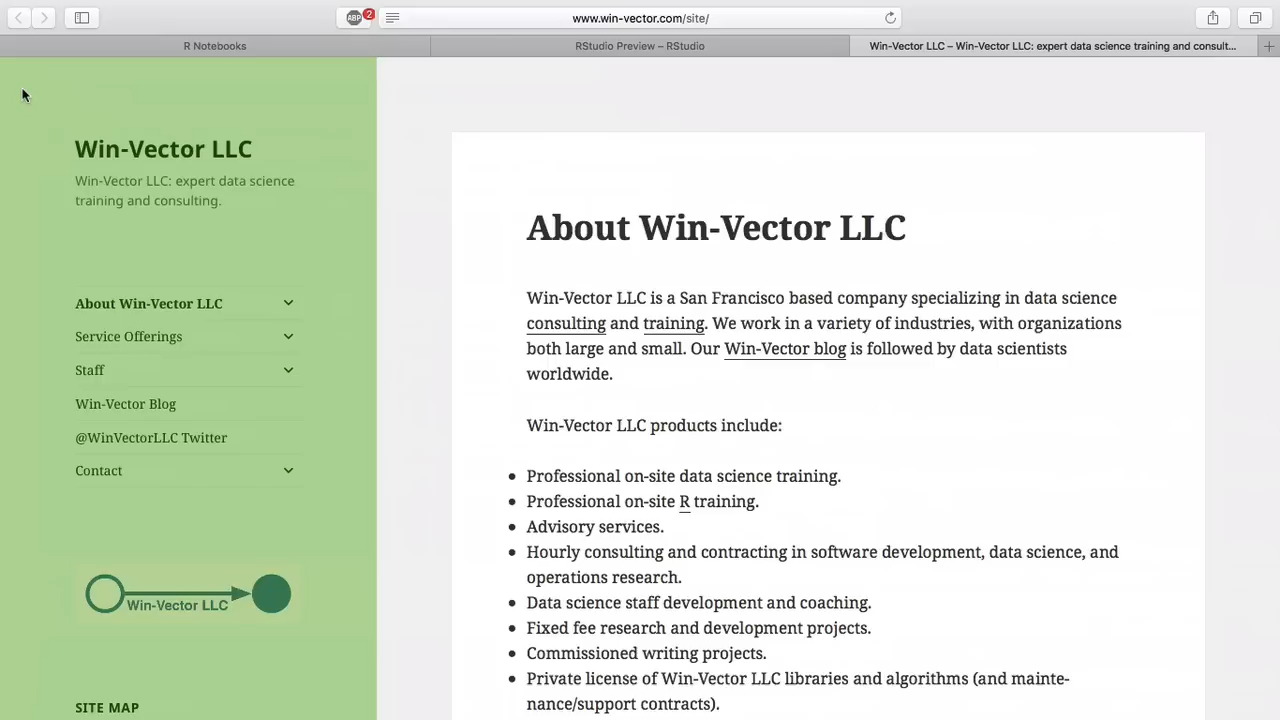 ABP
2
www.win-vector.com/site/
R Notebooks
RStudio Preview – RStudio
Win-Vector LLC – Win-Vector LLC: expert data science training and consult...
Win-Vector LLC
Win-Vector LLC: expert data science
training and consulting.
About Win-Vector LLC
Service Offerings
Staff
Win-Vector Blog
@WinVectorLLC Twitter
Contact
Win-Vector LLC
SITE MAP
About Win-Vector LLC
Win-Vector LLC is a San Francisco based company specializing in data science
consulting and training. We work in a variety of industries, with organizations
both large and small. Our Win-Vector blog is followed by data scientists
worldwide.
Win-Vector LLC products include:
• Professional on-site data science training.
• Professional on-site R training.
• Advisory services.
• Hourly consulting and contracting in software development, data science, and
operations research.
• Data science staff development and coaching.
• Fixed fee research and development projects.
• Commissioned writing projects.
• Private license of Win-Vector LLC libraries and algorithms (and mainte-
nance/support contracts).